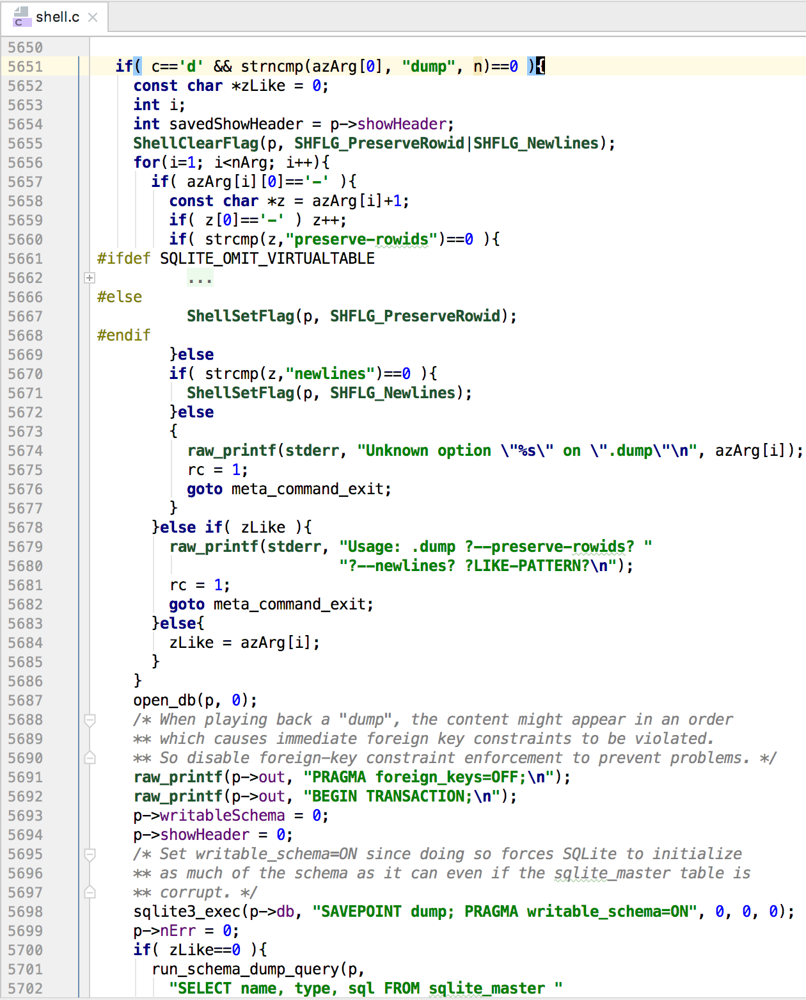 shell.c
C
5650
5651 if( c=='d' && strncmp(azArg[0], "dump", n)==0 ){
5652 const char *zLike = 0;
5653 int i;
5654 int savedShowHeader = p->showHeader;
5655 ShellClearFlag(p, SHFLG_PreserveRowid|SHFLG_Newlines);
5656 for(i=1; i<nArg; i++){
5657 if( azArg[i][0]=='-' ){
5658 const char *z = azArg[i]+1;
5659 if( z[0]=='-' ) z++;
5660 if( strcmp(z,"preserve-rowids")==0 ){
5661 #ifdef SQLITE_OMIT_VIRTUALTABLE
5662 ...
5666 #else
5667 ShellSetFlag(p, SHFLG_PreserveRowid);
5668 #endif
5669 }else
5670 if( strcmp(z,"newlines")==0 ){
5671 ShellSetFlag(p, SHFLG_Newlines);
5672 }else
5673 {
5674 raw_printf(stderr, "Unknown option \"%s\" on \".dump\"\n", azArg[i]);
5675 rc = 1;
5676 goto meta_command_exit;
5677 }
5678 }else if( zLike ){
5679 raw_printf(stderr, "Usage: .dump ?--preserve-rowids? "
5680 "?--newlines? ?LIKE-PATTERN?\n");
5681 rc = 1;
5682 goto meta_command_exit;
5683 }else{
5684 zLike = azArg[i];
5685 }
5686 }
5687 open_db(p, 0);
5688 /* When playing back a "dump", the content might appear in an order
5689 ** which causes immediate foreign key constraints to be violated.
5690 ** So disable foreign-key constraint enforcement to prevent problems. */
5691 raw_printf(p->out, "PRAGMA foreign_keys=OFF;\n");
5692 raw_printf(p->out, "BEGIN TRANSACTION;\n");
5693 p->writableSchema = 0;
5694 p->showHeader = 0;
5695 /* Set writable_schema=ON since doing so forces SQLite to initialize
5696 ** as much of the schema as it can even if the sqlite_master table is
5697 ** corrupt. */
5698 sqlite3_exec(p->db, "SAVEPOINT dump; PRAGMA writable_schema=ON", 0, 0, 0);
5699 p->nErr = 0;
5700 if( zLike==0 ){
5701 run_schema_dump_query(p,
5702 "SELECT name, type, sql FROM sqlite_master "